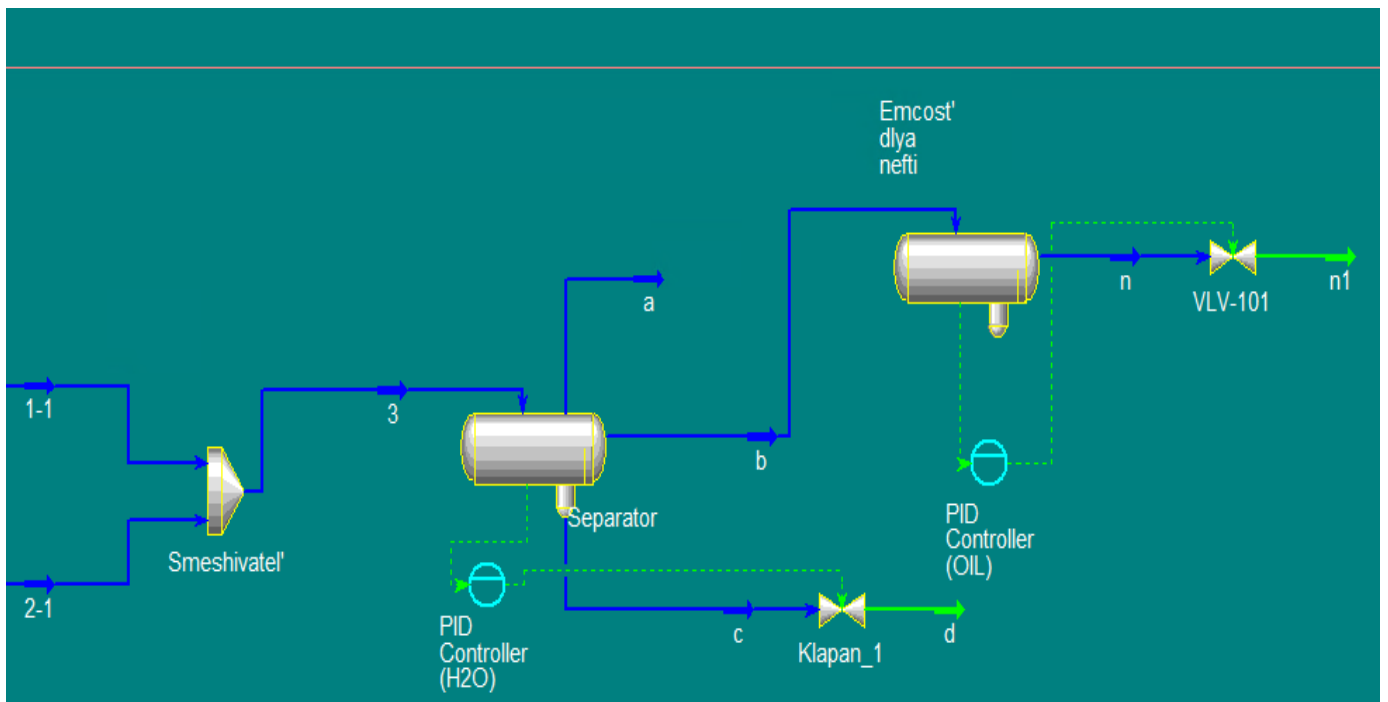 Emcost'
dlya
nefti
a
n
VLV-101
n1
1-1
3
b
Smeshivatel'
Separator
PID
Controller
(OIL)
2-1
PID
Controller
(H2O)
c
Klapan_1
d